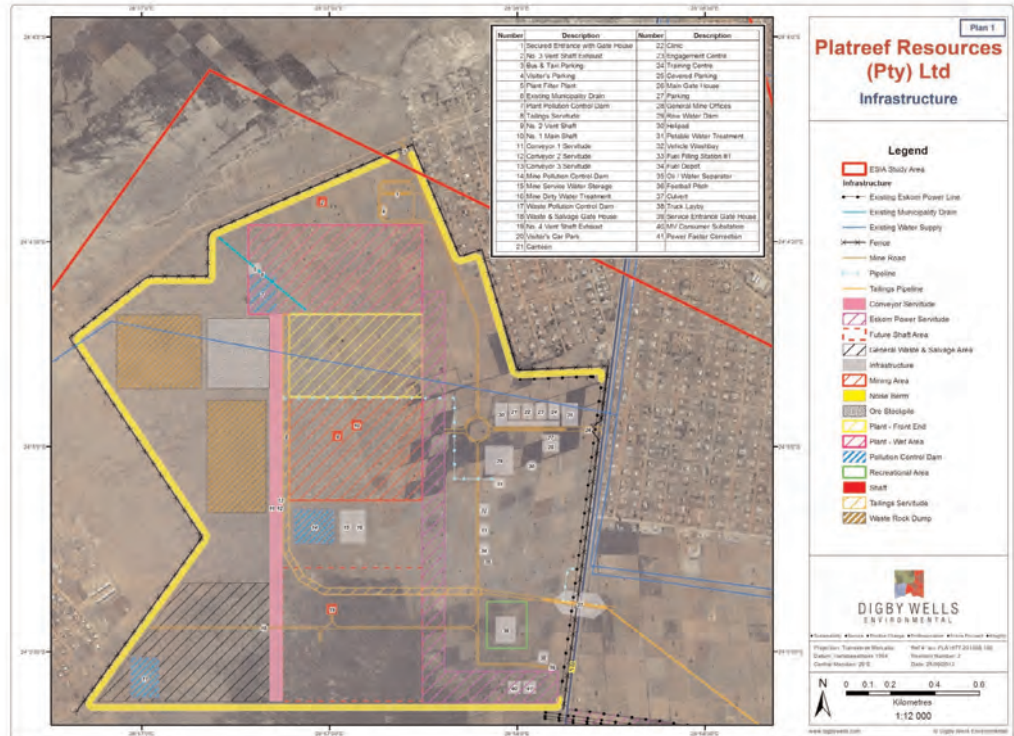 Plan 1
Platreef Resources
(Pty) Ltd
Infrastructure
Number Description Number Description
1 Secured Entrance with Gate House 22 Clinic
2 No. 3 Vent Shaft Exhaust 23 Engagement Centre
3 Bus & Taxi Parking 24 Training Centre
4 Visitor's Parking 25 Covered Parking
5 Plant Filter Plant 26 Main Gate House
6 Existing Municipality Drain 27 Parking
7 Plant Pollution Control Dam 28 General Mine Offices
8 Tailings Servitude 29 Raw Water Dam
9 No. 2 Vent Shaft 30 Helipad
10 No. 1 Main Shaft 31 Potable Water Treatment
11 Conveyor 1 Servitude 32 Vehicle Washbay
12 Conveyor 2 Servitude 33 Fuel Filling Station #1
13 Conveyor 3 Servitude 34 Fuel Depot
14 Mine Pollution Control Dam 35 Oil / Water Separator
15 Mine Service Water Storage 36 Football Pitch
16 Mine Dirty Water Treatment 37 Culvert
17 Waste Pollution Control Dam 38 Truck Layby
18 Waste & Salvage Gate House 39 Service Entrance Gate House
19 No. 4 Vent Shaft Exhaust 40 MV Consumer Substation
20 Visitor's Car Park 41 Power Factor Correction
21 Canteen
Legend
ESIA Study Area
Infrastructure
Existing Eskom Power Line
Existing Municipality Drain
Existing Water Supply
Fence
Mine Road
Pipeline
Tailings Pipeline
Conveyor Servitude
Eskom Power Servitude
Future Shaft Area
General Waste & Salvage Area
Infrastructure
Mining Area
Noise Berm
Ore Stockpile
Plant - Front End
Plant - Wet Area
Pollution Control Dam
Recreational Area
Shaft
Tailings Servitude
Waste Rock Dump
DIGBY WELLS
ENVIRONMENTAL
Projection: Transverse Mercator
N
0 0.1 0.2 0.4 0.6
Kilometres
1:12 000
www.digbywells.com © Digby Wells Environmental